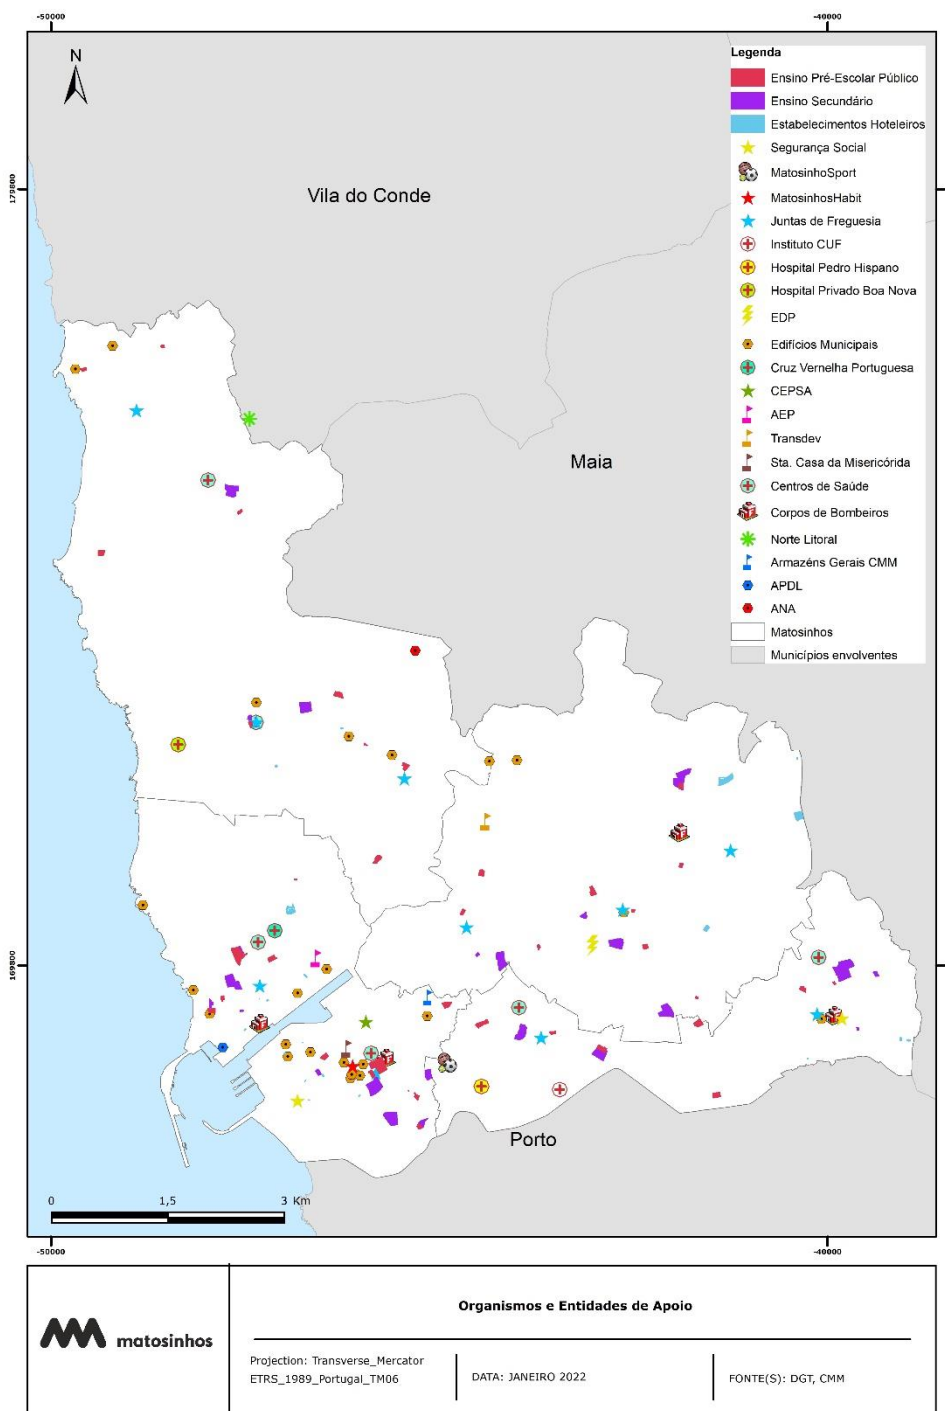 -50000
-40000
N
Legenda
Ensino Pré-Escolar Público
Ensino Secundário
Estabelecimentos Hoteleiros
Segurança Social
MatosinhoSport
MatosinhosHabit
Juntas de Freguesia
Instituto CUF
Hospital Pedro Hispano
Hospital Privado Boa Nova
EDP
Edifícios Municipais
Cruz Vernelha Portuguesa
CEPSA
AEP
Transdev
Sta. Casa da Misericórida
Centros de Saúde
Corpos de Bombeiros
Norte Litoral
Armazéns Gerais CMM
APDL
ANA
Matosinhos
Municípios envolventes
179800
Vila do Conde
Maia
169800
Porto
0 1,5 3 Km
-50000
-40000
matosinhos
Organismos e Entidades de Apoio
Projection: Transverse_Mercator
ETRS_1989_Portugal_TM06
DATA: JANEIRO 2022
FONTE(S): DGT, CMM